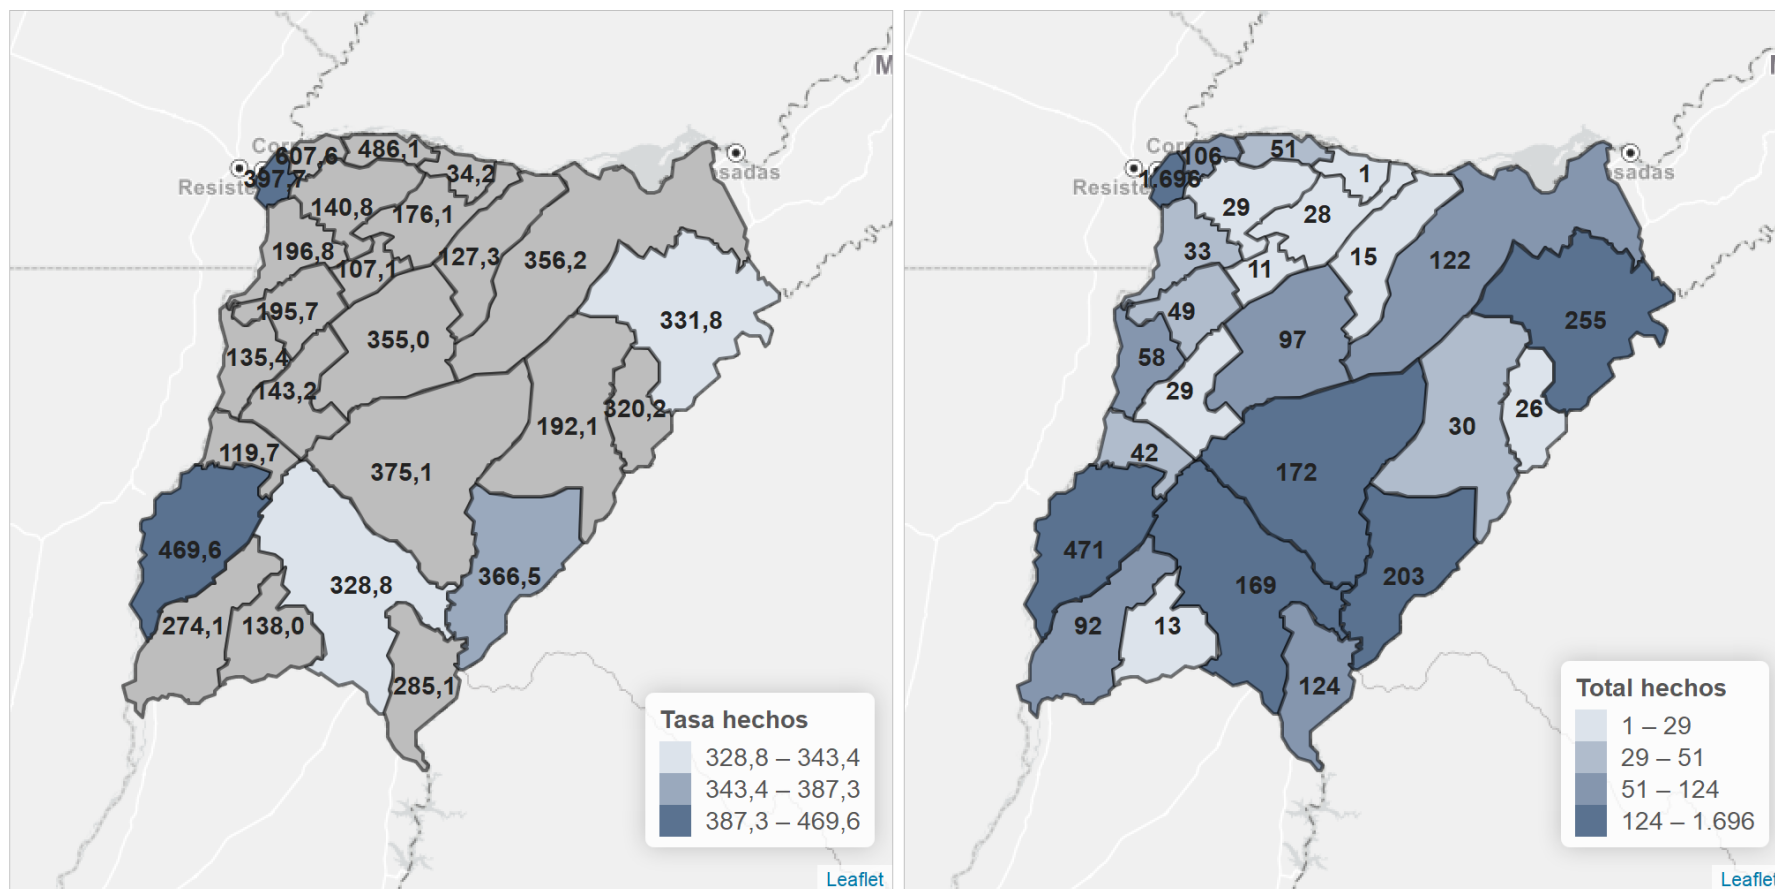 M
Cor
607,6
486,1
34,2
Resiste
397,7
140,8
176,1
196,8
107,1
127,3
356,2
195,7
331,8
135,4
355,0
143,2
320,2
192,1
119,7
375,1
469,6
328,8
366,5
274,1
138,0
285,1
Tasa hechos
328,8 – 343,4
343,4 – 387,3
387,3 – 469,6
Leaflet
Cor
106
51
1
osadas
Resiste
1.696
29
28
33
11
15
122
49
255
58
97
29
26
30
42
172
471
169
203
92
13
124
Total hechos
1 – 29
29 – 51
51 – 124
124 – 1.696
Leaflet